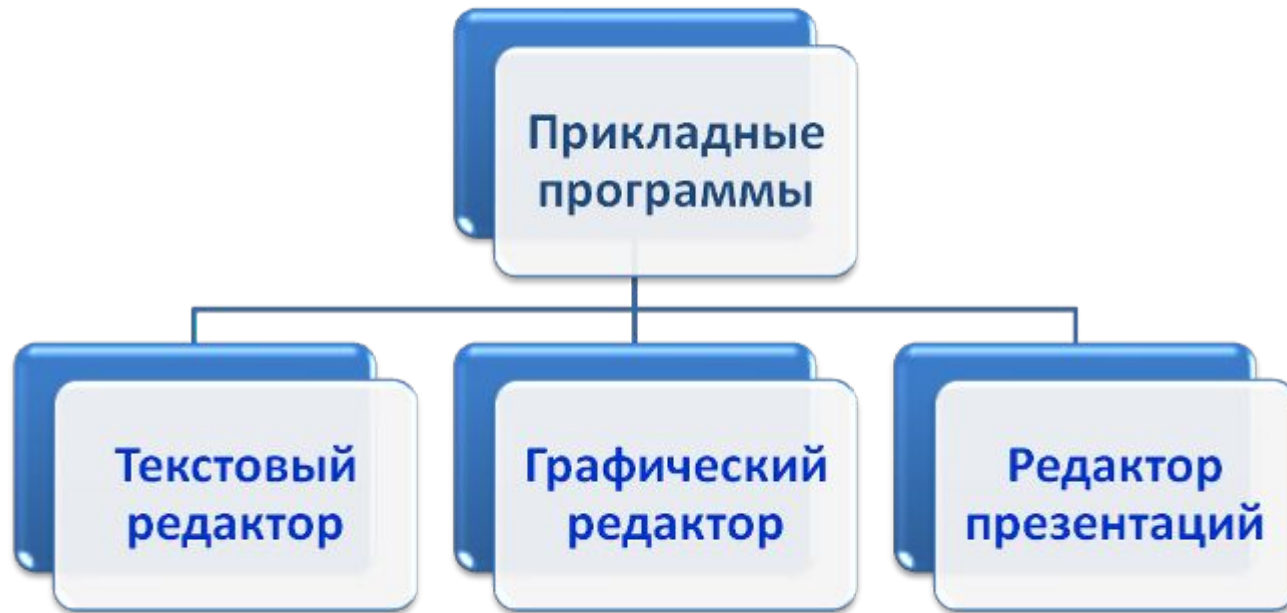 Прикладные
программы
Текстовый
редактор
Графический
редактор
Редактор
презентаций